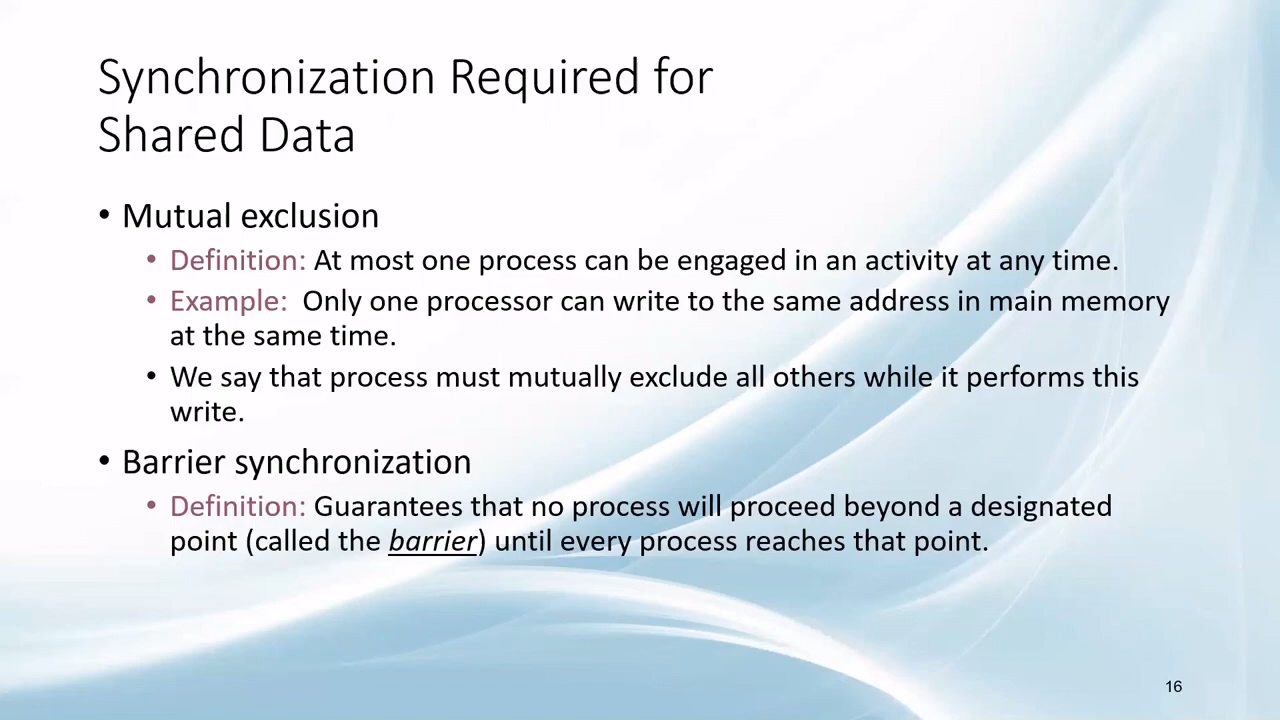 Synchronization Required for
Shared Data
• Mutual exclusion
• Definition: At most one process can be engaged in an activity at any time.
• Example: Only one processor can write to the same address in main memory
at the same time.
• We say that process must mutually exclude all others while it performs this
write.
• Barrier synchronization
• Definition: Guarantees that no process will proceed beyond a designated
point (called the barrier) until every process reaches that point.
16